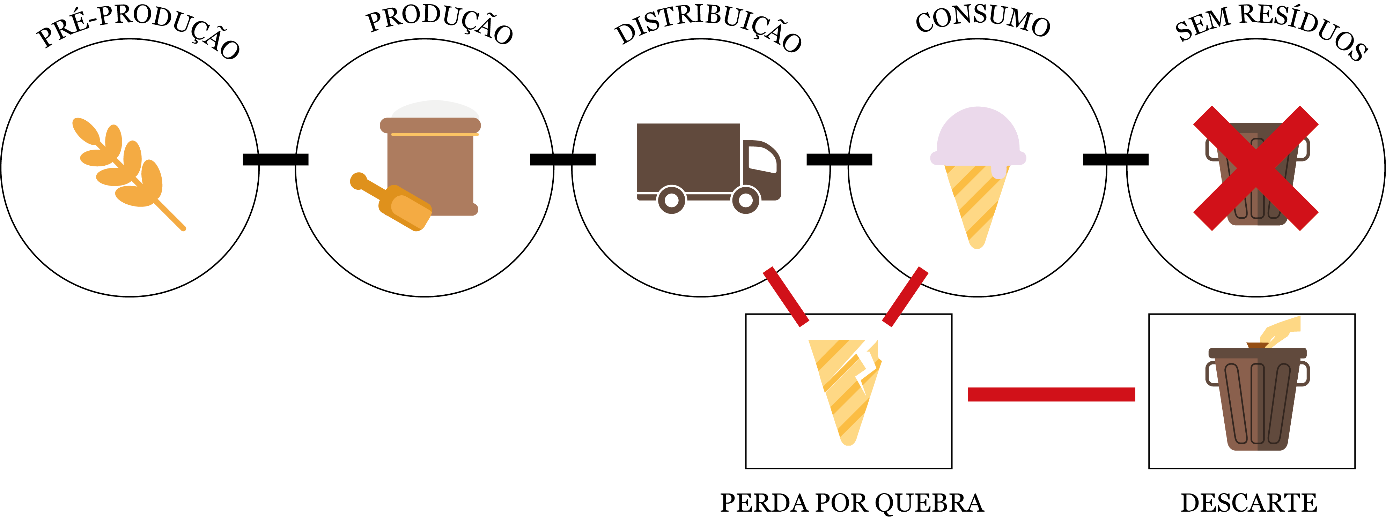 PRÉ-PRODUÇÃO
PRODUÇÃO
DISTRIBUIÇÃO
CONSUMO
SEM RESÍDUOS
PERDA POR QUEBRA
DESCARTE